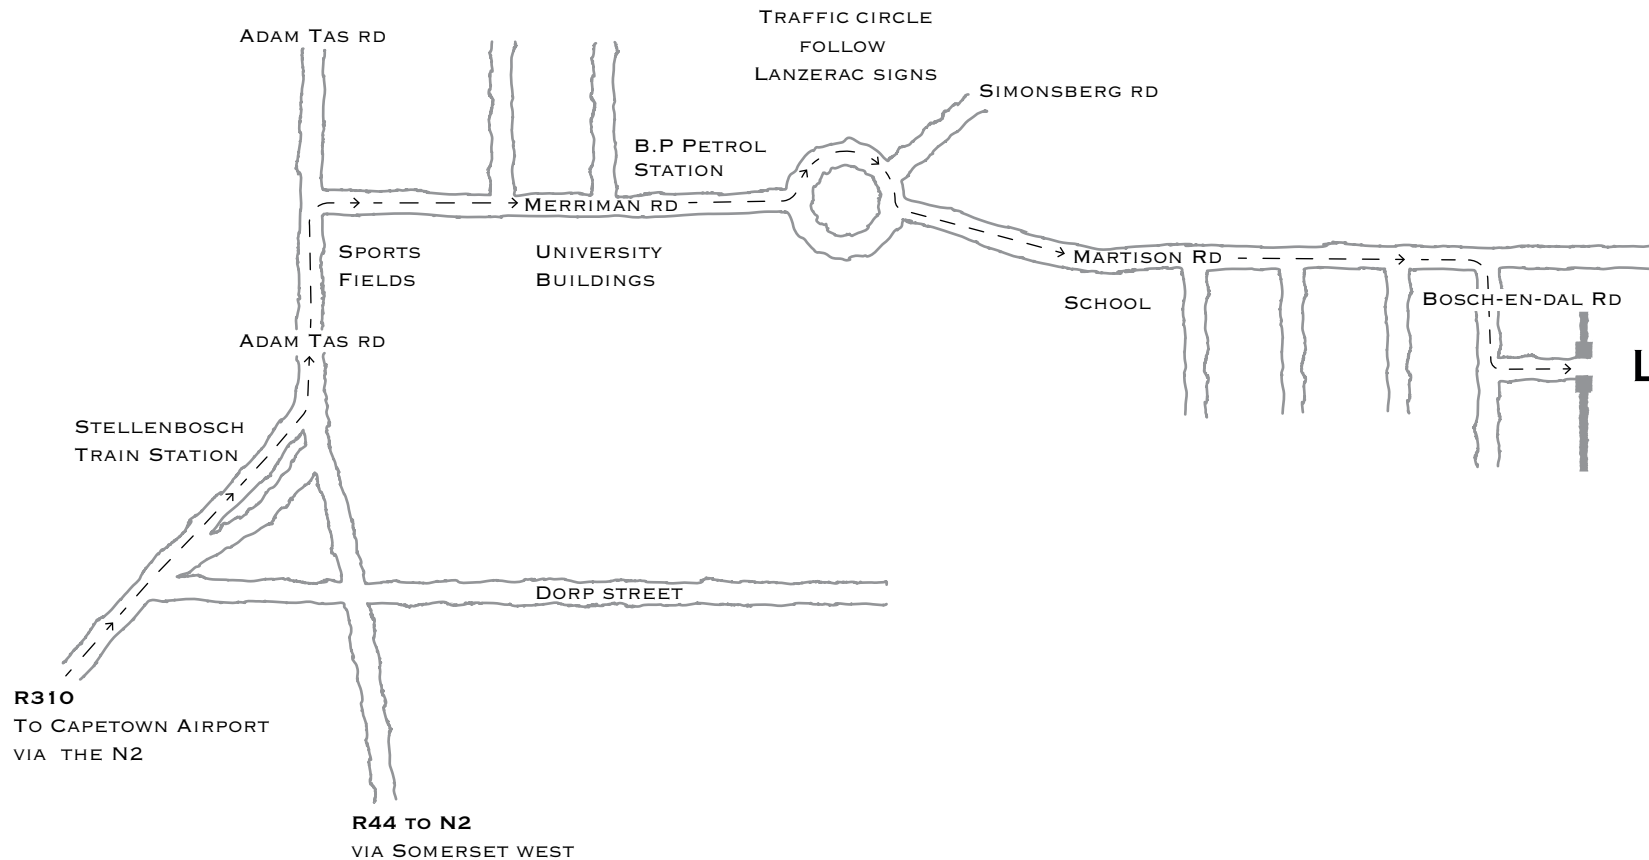 Traffic circle
follow
Lanzerac signs
Adam Tas rd
Simonsberg rd
B.P Petrol
Station
Merriman rd
Sports
Fields
University
Buildings
Martison Rd
School
Bosch-en-dal Rd
Adam Tas rd
L
Stellenbosch
Train Station
Dorp street
R310
To Capetown Airport
via the N2
R44 to N2
via Somerset west